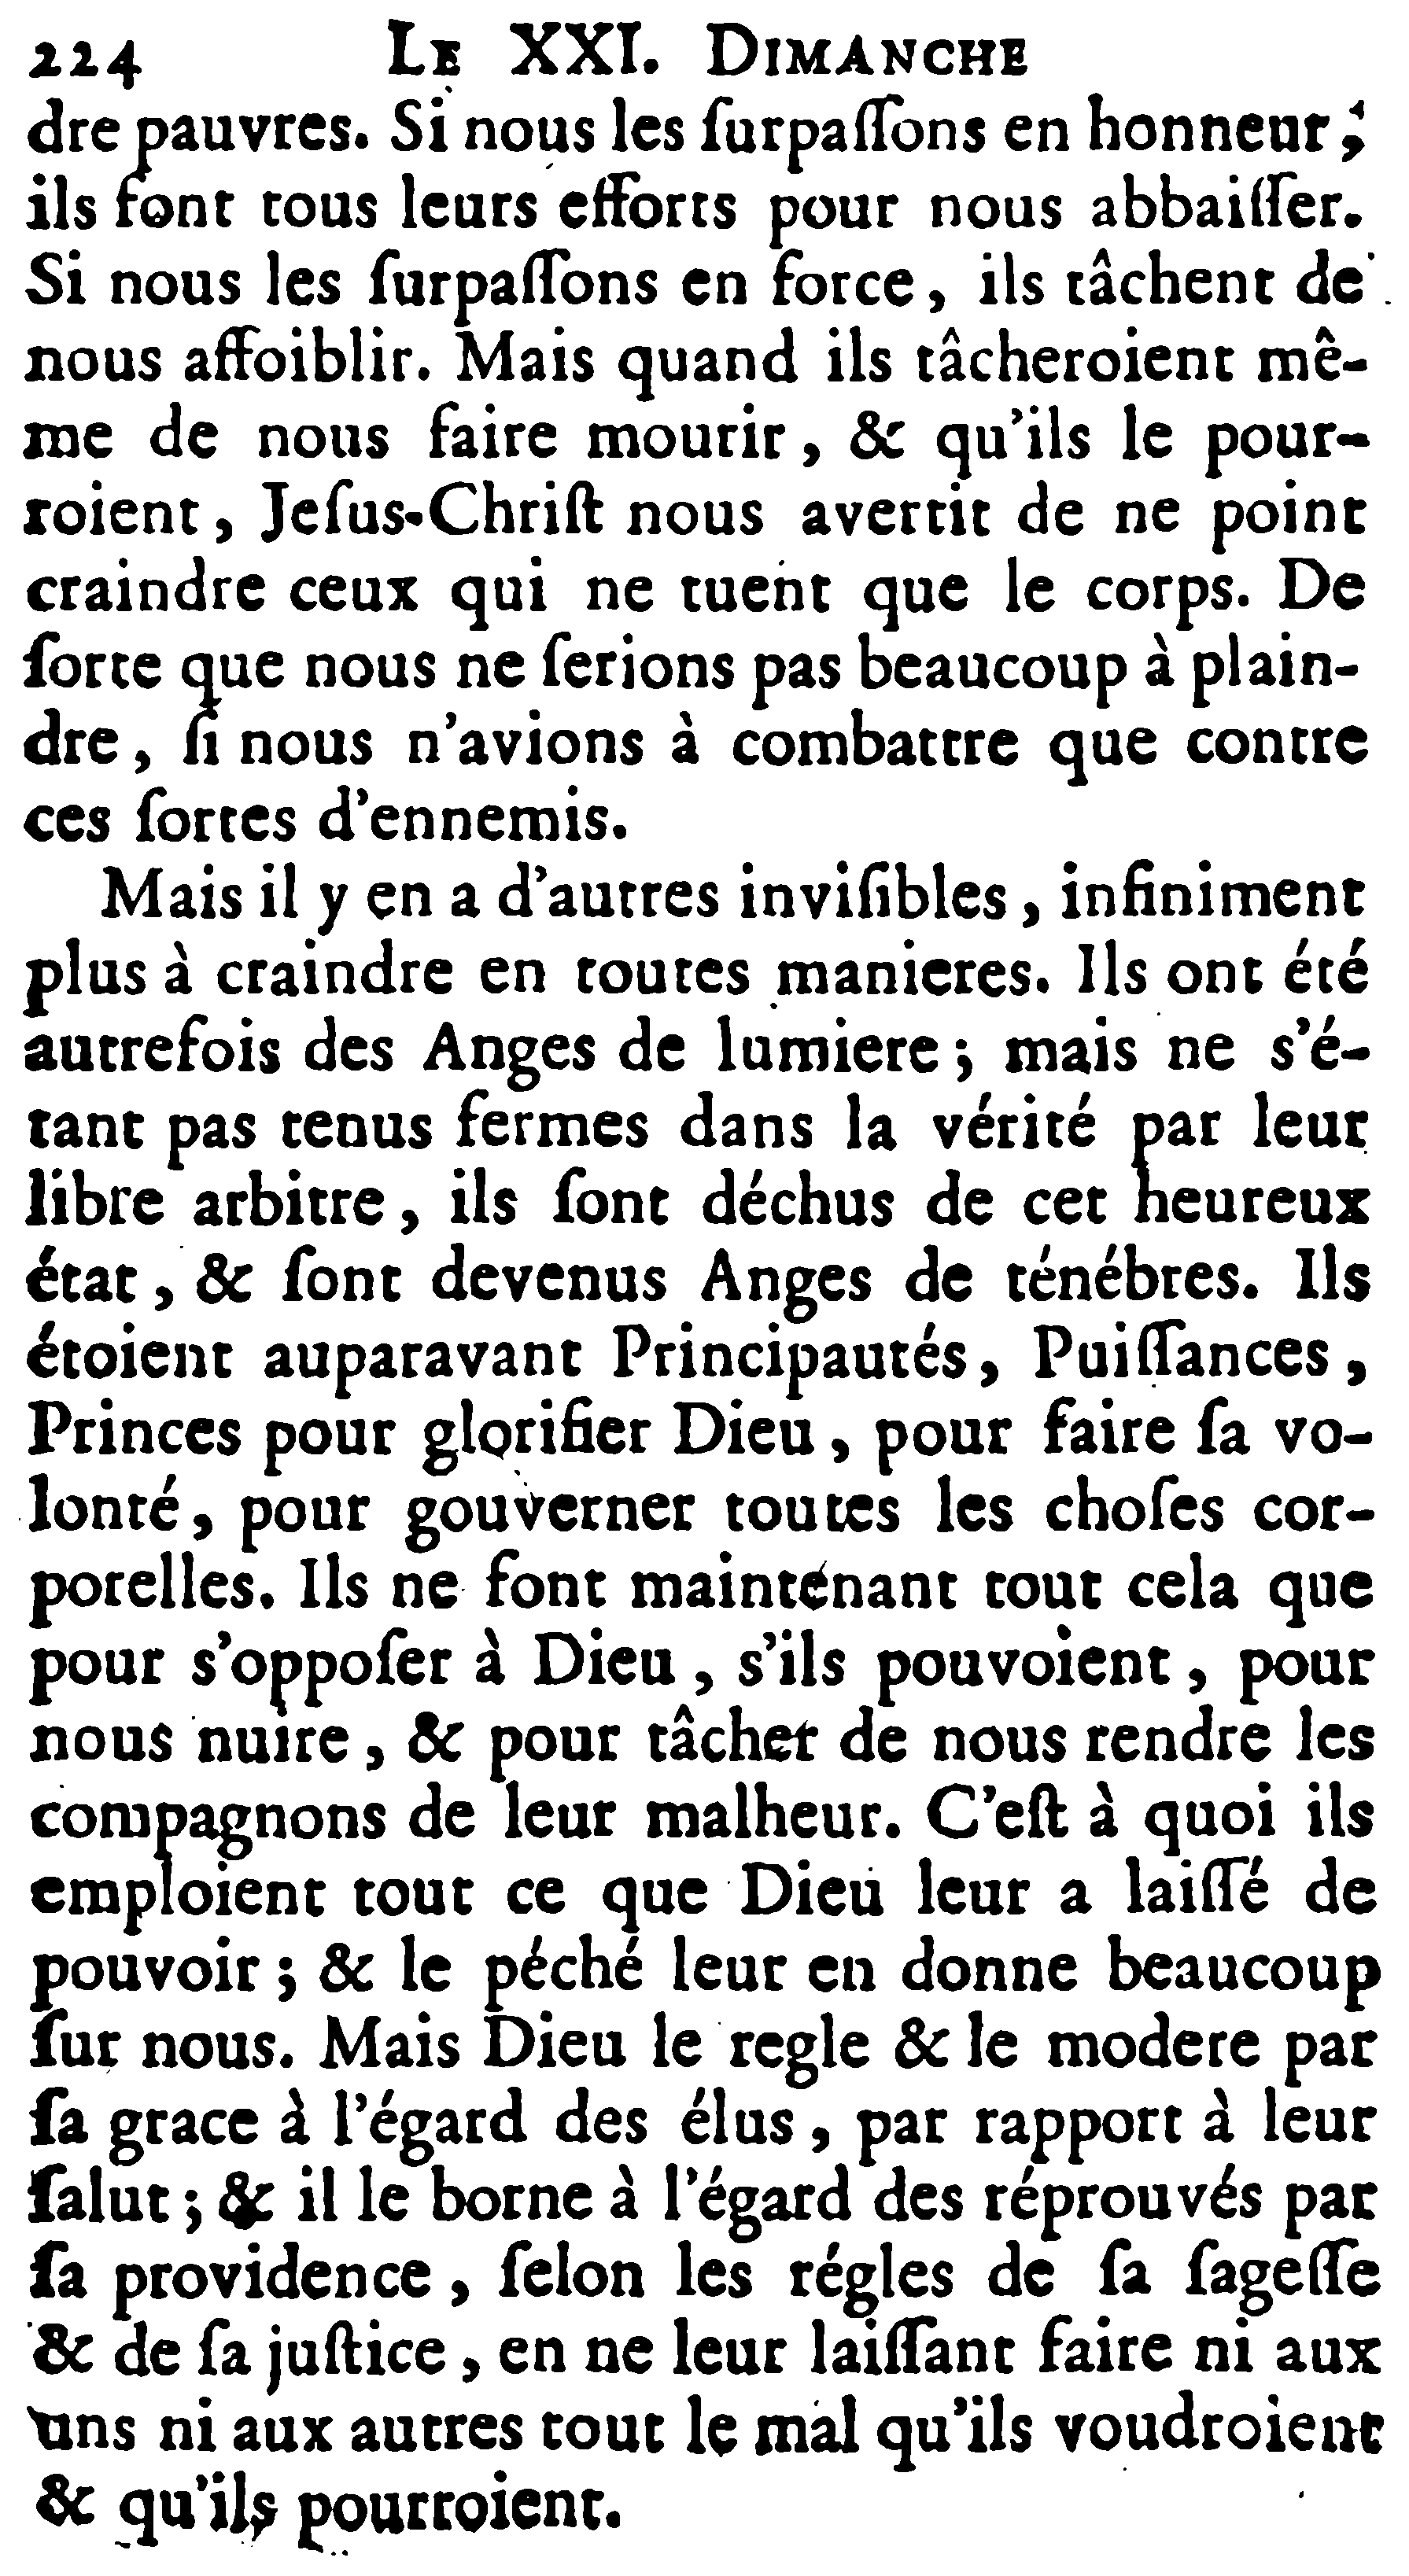 224 LE XXI. DIMANCHE
dre pauvres. Si nous les ſurpaſſons en honneur ;
ils font tous leurs efforts pour nous abbaiſſer.
Si nous les ſurpaſſons en force, ils tâchent de
nous affoiblir. Mais quand ils tâcheroient mê-
me de nous faire mourir, & qu'ils le pour-
roient, Jeſus-Chriſt nous avertit de ne point
craindre ceux qui ne tuent que le corps. De
ſorte que nous ne ſerions pas beaucoup à plain-
dre, ſi nous n'avions à combattre que contre
ces ſortes d'ennemis.
Mais il y en a d'autres inviſibles, infiniment
plus à craindre en toutes manieres. Ils ont été
autrefois des Anges de lumiere ; mais ne s'é-
tant pas tenus fermes dans la vérité par leur
libre arbitre, ils ſont déchus de cet heureux
état, & ſont devenus Anges de ténébres. Ils
étoient auparavant Principautés, Puiſſances,
Princes pour glorifier Dieu, pour faire ſa vo-
lonté, pour gouverner toutes les choſes cor-
porelles. Ils ne font maintenant tout cela que
pour s'oppoſer à Dieu, s'ils pouvoient, pour
nous nuire, & pour tâcher de nous rendre les
compagnons de leur malheur. C'eſt à quoi ils
emploient tout ce que Dieu leur a laiſſé de
pouvoir ; & le péché leur en donne beaucoup
ſur nous. Mais Dieu le regle & le modere par
ſa grace à l'égard des élus, par rapport à leur
ſalut ; & il le borne à l'égard des réprouvés par
ſa providence, ſelon les régles de ſa ſageſſe
& de ſa juſtice, en ne leur laiſſant faire ni aux
uns ni aux autres tout le mal qu'ils voudroient
& qu'ils pourroient.